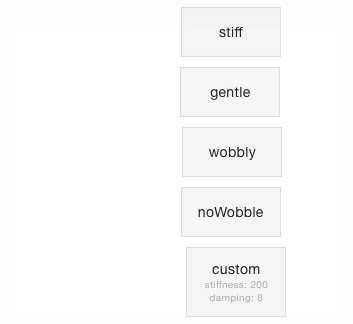 stiff
gentle
wobbly
noWobble
custom
stiffness: 200
damping: 8